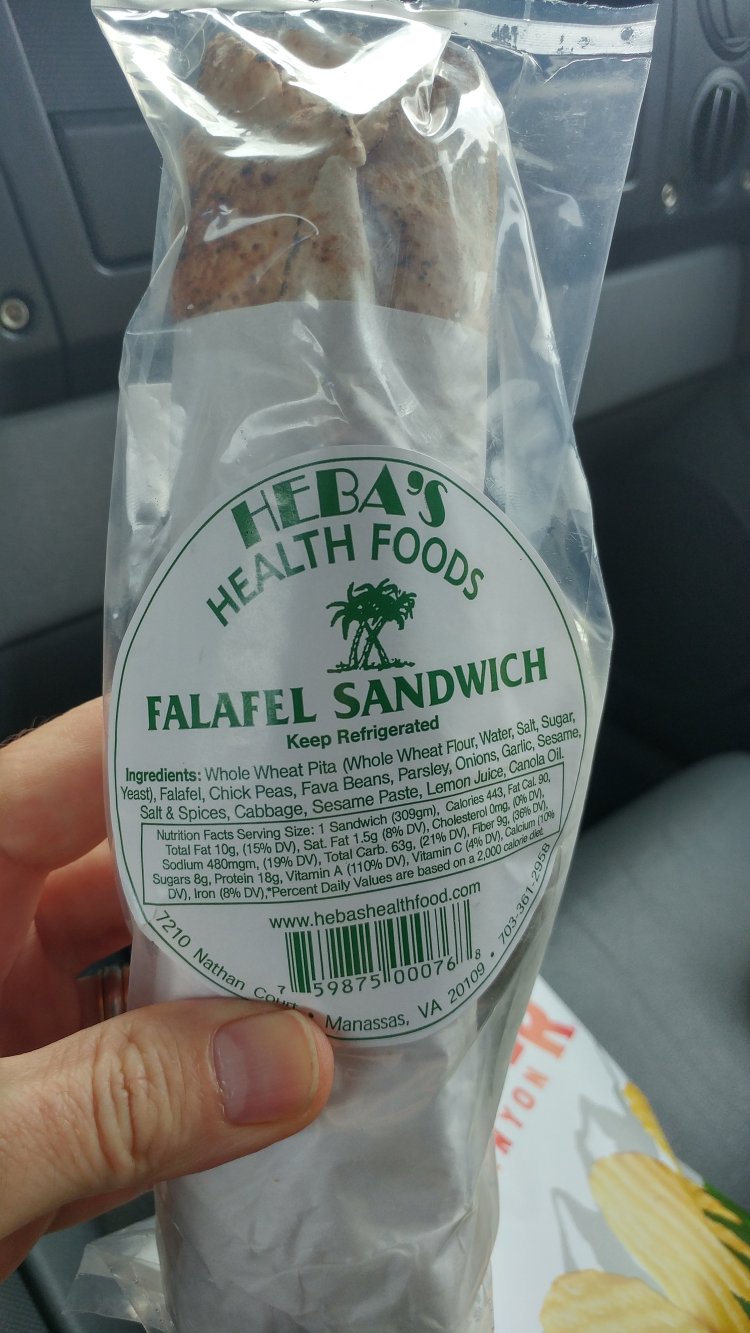 HEBA'S
HEALTH FOODS
FALAFEL SANDWICH
Keep Refrigerated
Ingredients: Whole Wheat Pita (Whole Wheat Flour, Water, Salt, Sugar,
Yeast), Falafel, Chick Peas, Fava Beans, Parsley, Onions, Garlic, Sesame,
Salt & Spices, Cabbage, Sesame Paste, Lemon Juice, Canola Oil.
Nutrition Facts Serving Size: 1 Sandwich (309gm), Calories 443, Fat Cal. 90,
Total Fat 10g, (15% DV), Sat. Fat 1.5g (8% DV), Cholesterol 0mg, (0% DV),
Sodium 480mgm, (19% DV), Total Carb. 63g, (21% DV), Fiber 9g, (36% DV),
Sugars 8g, Protein 18g, Vitamin A (110% DV), Vitamin C (4% DV), Calcium (10%
DV), Iron (8% DV),*Percent Daily Values are based on a 2,000 calorie diet.
www.hebashealthfood.com
7 59875 00076 8
7210 Nathan Court • Manassas, VA 20109 • 703-361-2958